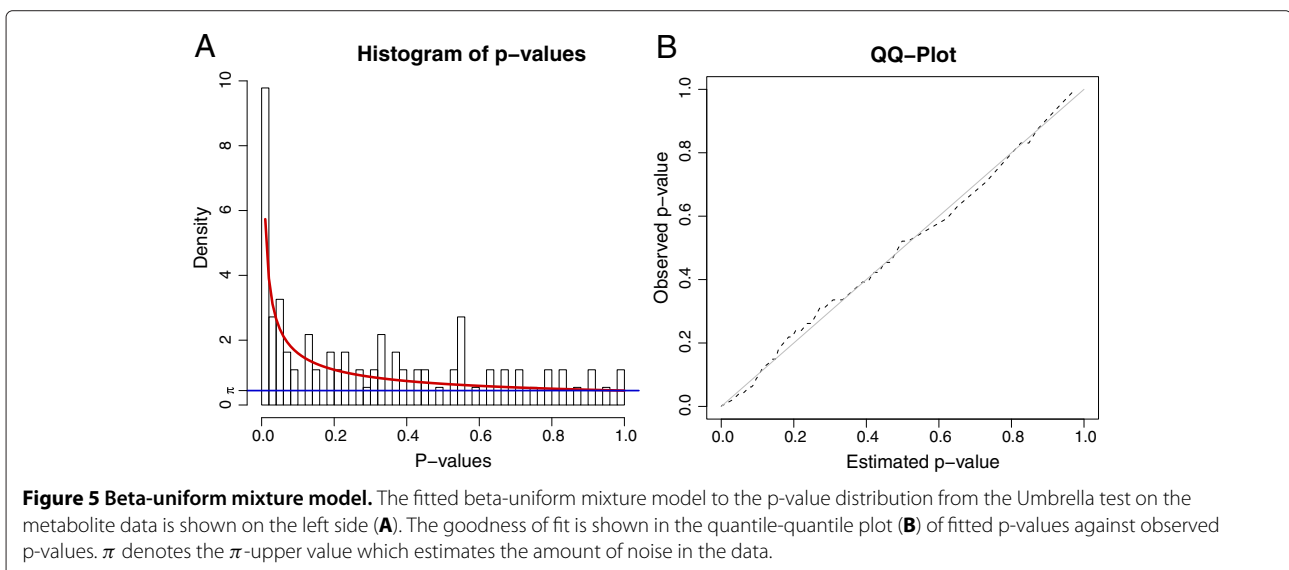 A
Histogram of p–values
Density
0 π 2 4 6 8 10
0.0 0.2 0.4 0.6 0.8 1.0
P–values
B
QQ–Plot
Observed p–value
0.0 0.2 0.4 0.6 0.8 1.0
0.0 0.2 0.4 0.6 0.8 1.0
Estimated p–value
Figure 5 Beta-uniform mixture model. The fitted beta-uniform mixture model to the p-value distribution from the Umbrella test on the
metabolite data is shown on the left side (A). The goodness of fit is shown in the quantile-quantile plot (B) of fitted p-values against observed
p-values. π denotes the π-upper value which estimates the amount of noise in the data.